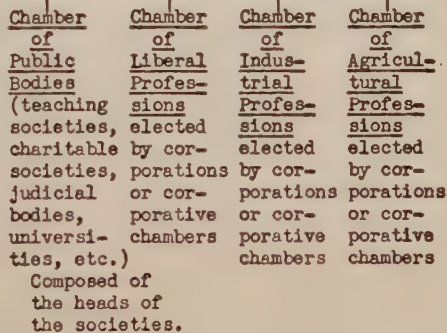 Chamber
of
Public
Bodies
(teaching
societies,
charitable
societies,
judicial
bodies,
universi-
ties, etc.)
Composed of
the heads of
the societies.
Chamber
of
Liberal
Profes-
sions
elected
by cor-
porations
or cor-
porative
chambers
Chamber
of
Indus-
trial
Profes-
sions
elected
by cor-
porations
or cor-
porative
chambers
Chamber
of
Agricul-
tural
Profes-
sions
elected
by cor-
porations
or cor-
porative
chambers